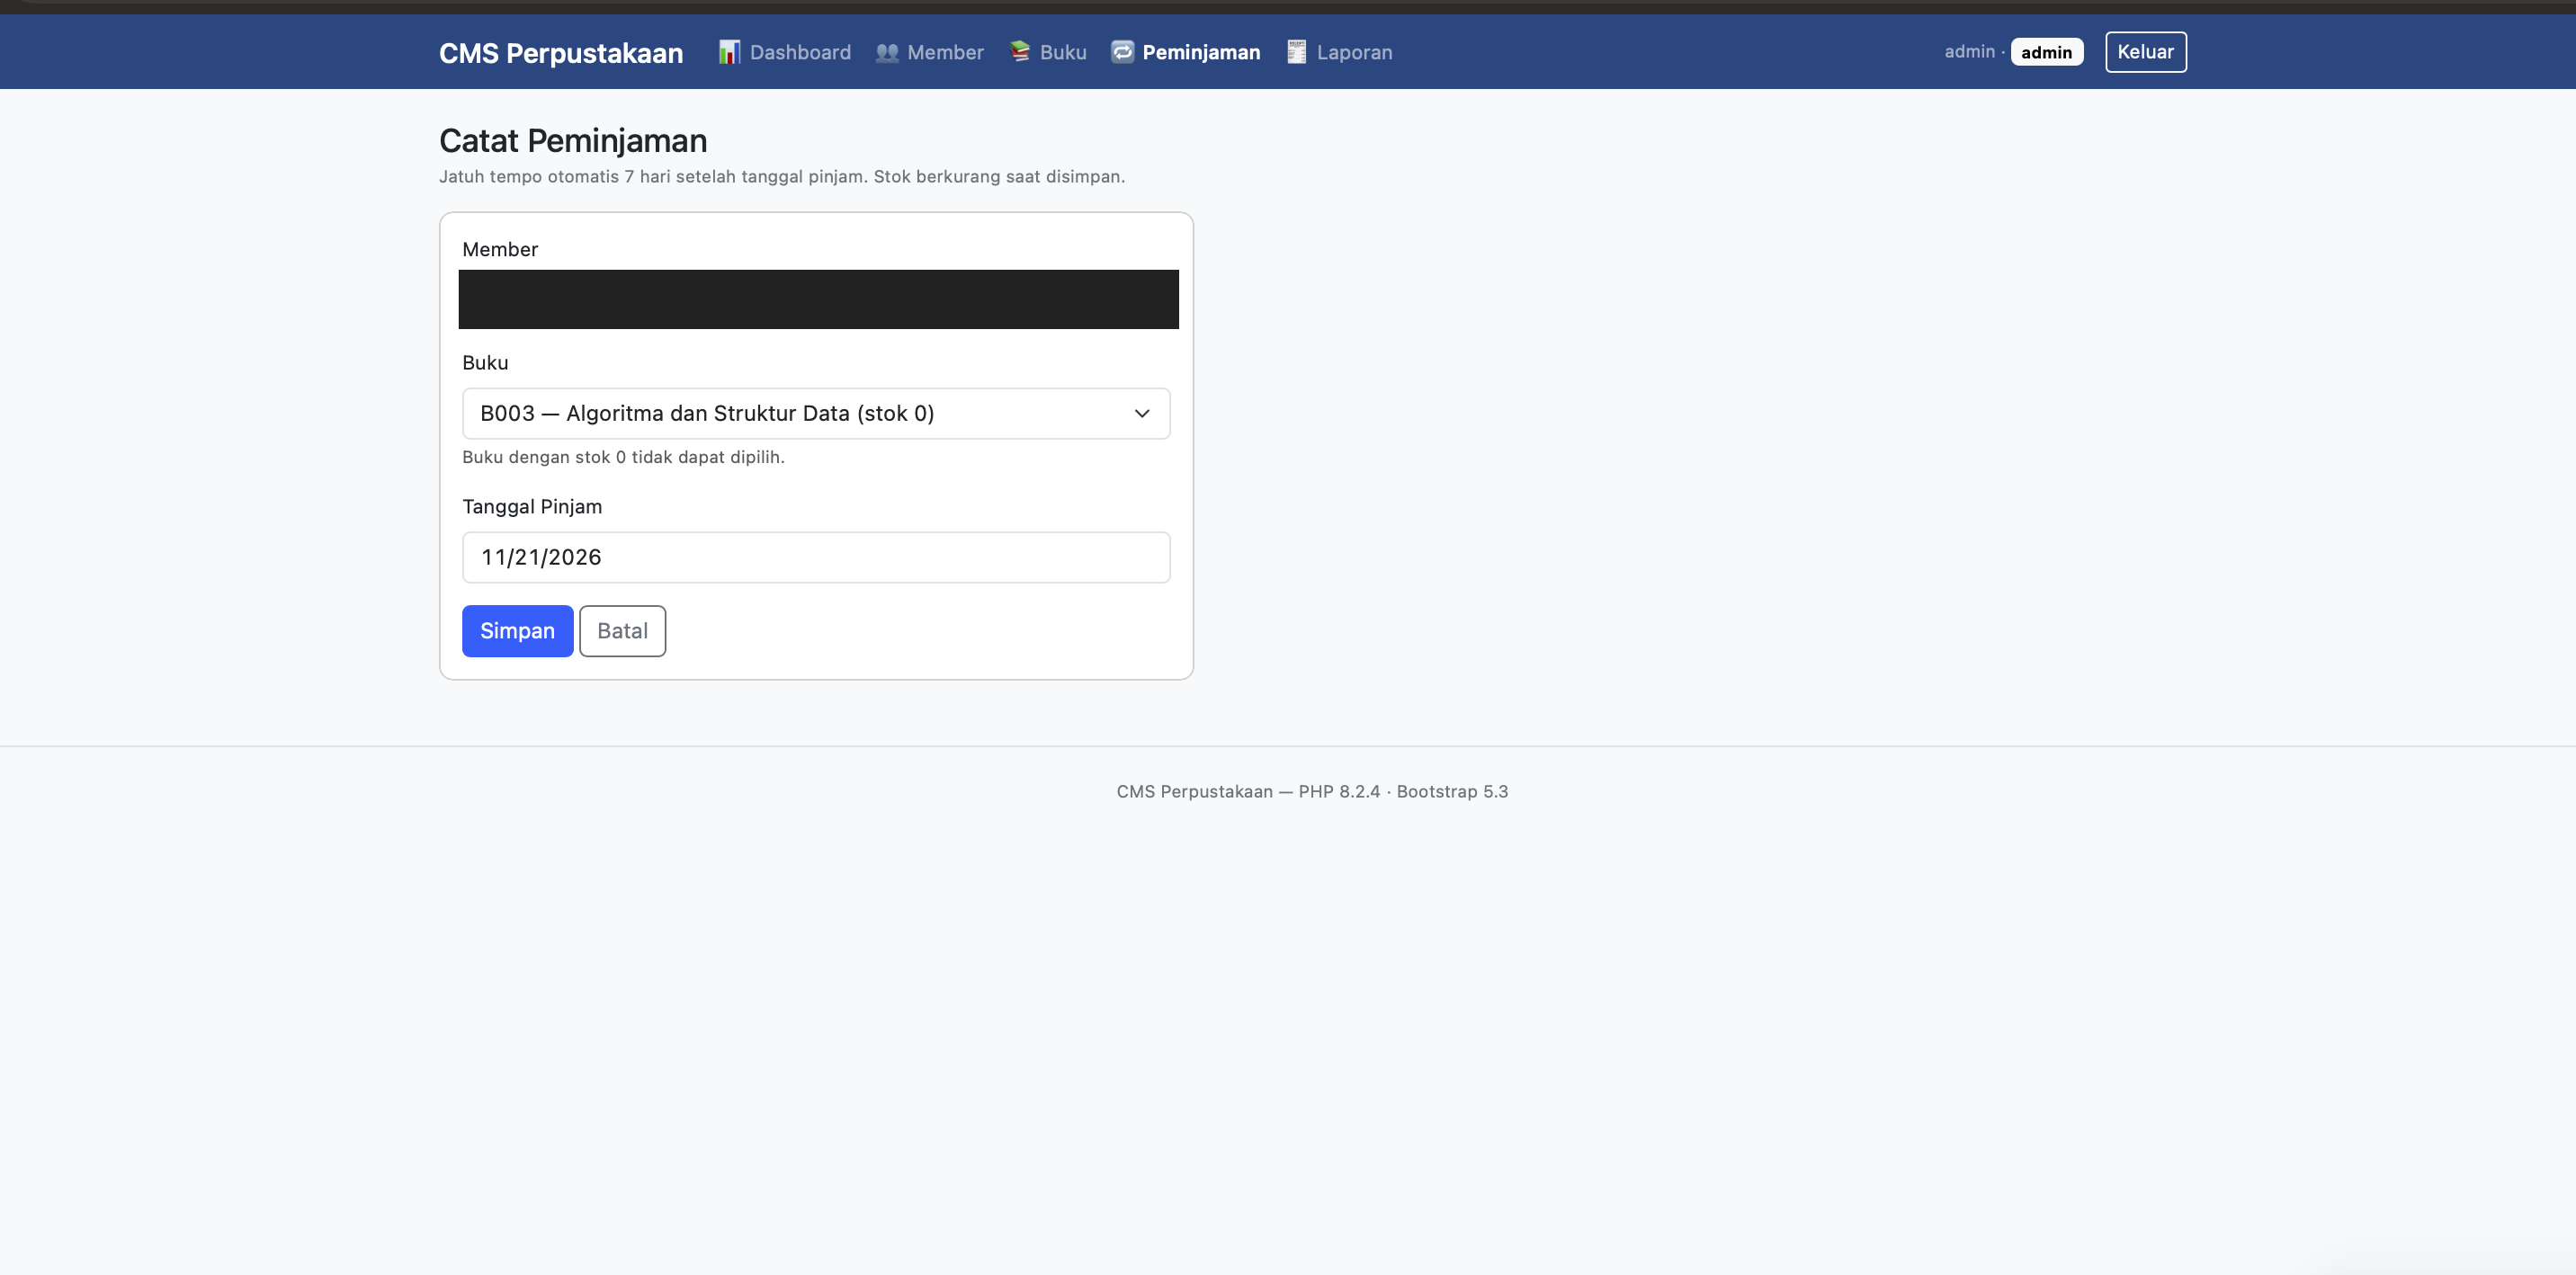 CMS Perpustakaan Dashboard Member Buku Peminjaman Laporan admin · admin Keluar
Catat Peminjaman
Jatuh tempo otomatis 7 hari setelah tanggal pinjam. Stok berkurang saat disimpan.
Member
Buku
B003 — Algoritma dan Struktur Data (stok 0)
Buku dengan stok 0 tidak dapat dipilih.
Tanggal Pinjam
11/21/2026
Simpan Batal
CMS Perpustakaan — PHP 8.2.4 · Bootstrap 5.3